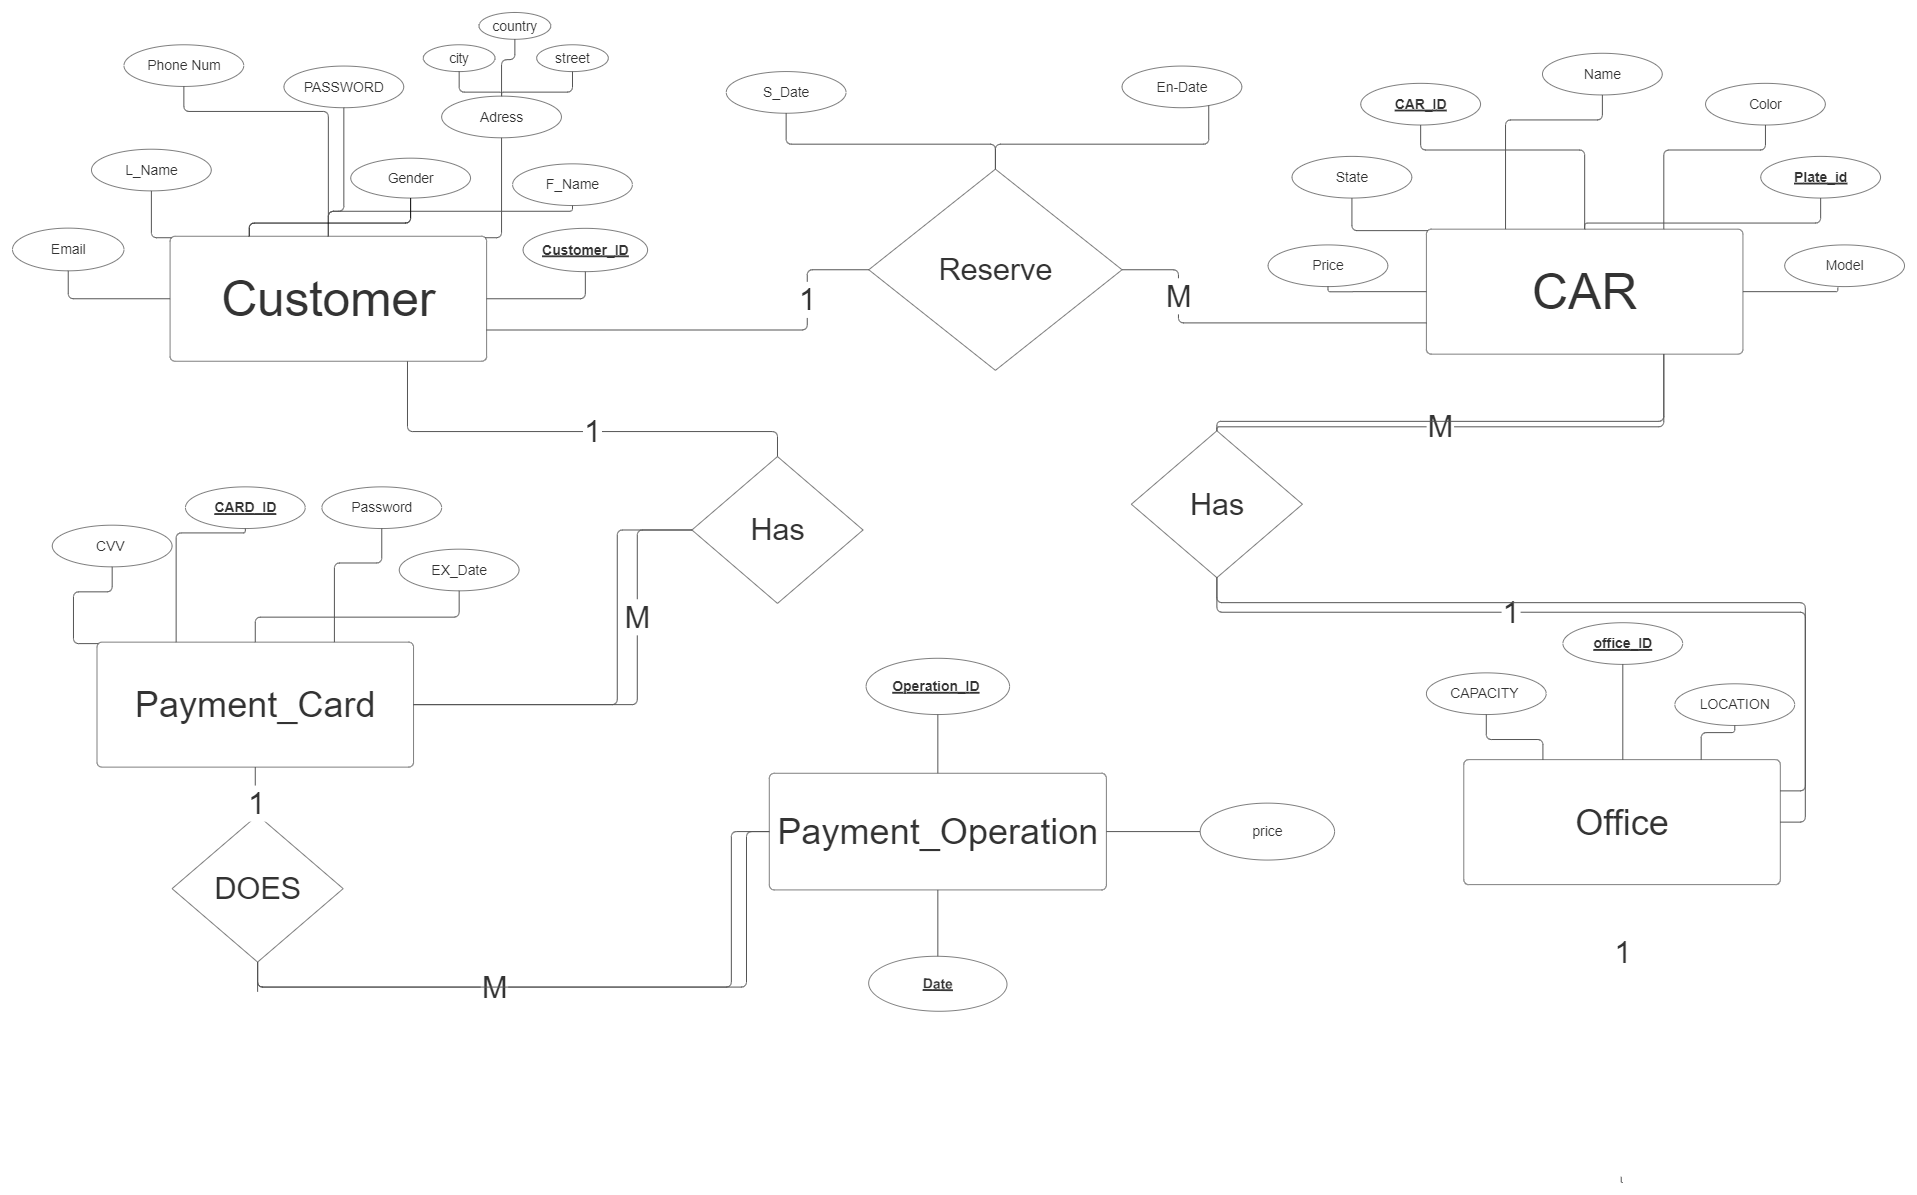 country
city
street
Phone Num
PASSWORD
Adress
L_Name
Gender
F_Name
Email
Customer_ID
Customer
S_Date
En-Date
Reserve
1
M
Name
CAR_ID
Color
State
Plate_id
Price
Model
CAR
1
M
Has
Has
M
CARD_ID
Password
CVV
EX_Date
Payment_Card
1
DOES
M
Operation_ID
Payment_Operation
price
Date
1
office_ID
CAPACITY
LOCATION
Office
1